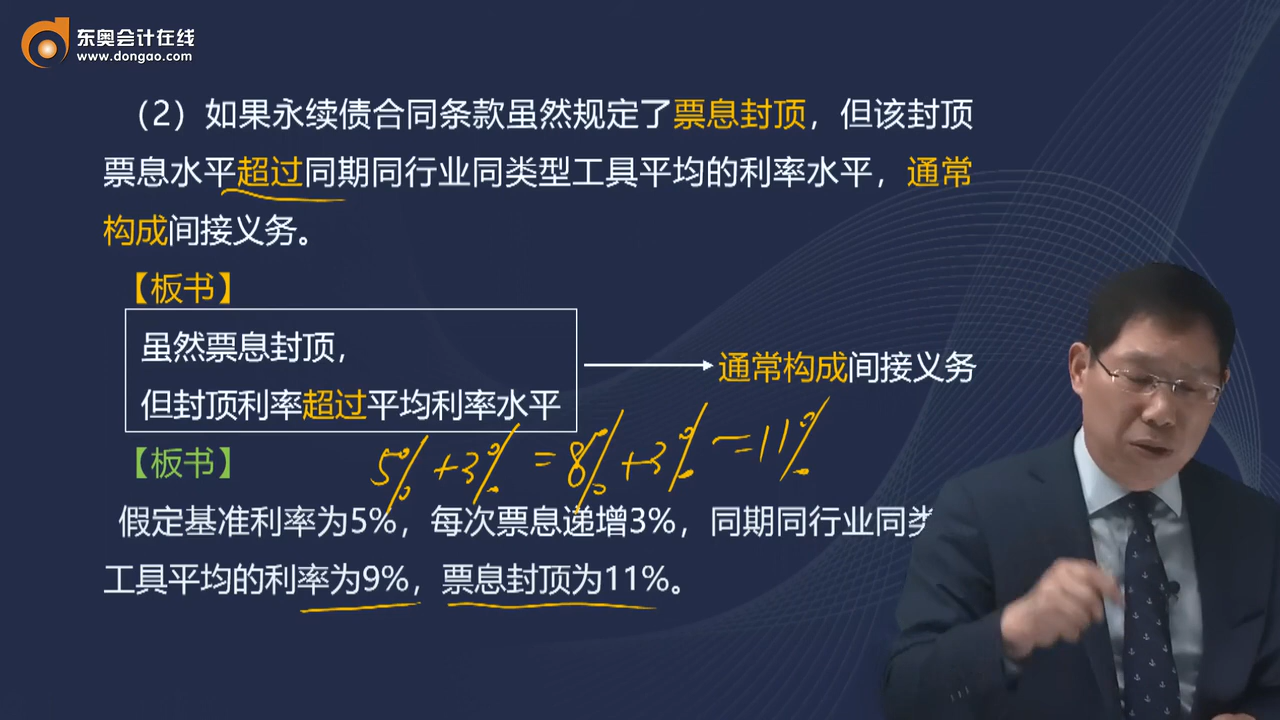 东奥会计在线
www.dongao.com
（2）如果永续债合同条款虽然规定了票息封顶，但该封顶
票息水平超过同期同行业同类型工具平均的利率水平，通常
构成间接义务。
【板书】
虽然票息封顶，
但封顶利率超过平均利率水平
通常构成间接义务
5%+3%=8%+3%=11%
【板书】
假定基准利率为5%，每次票息递增3%，同期同行业同类
工具平均的利率为9%，票息封顶为11%。